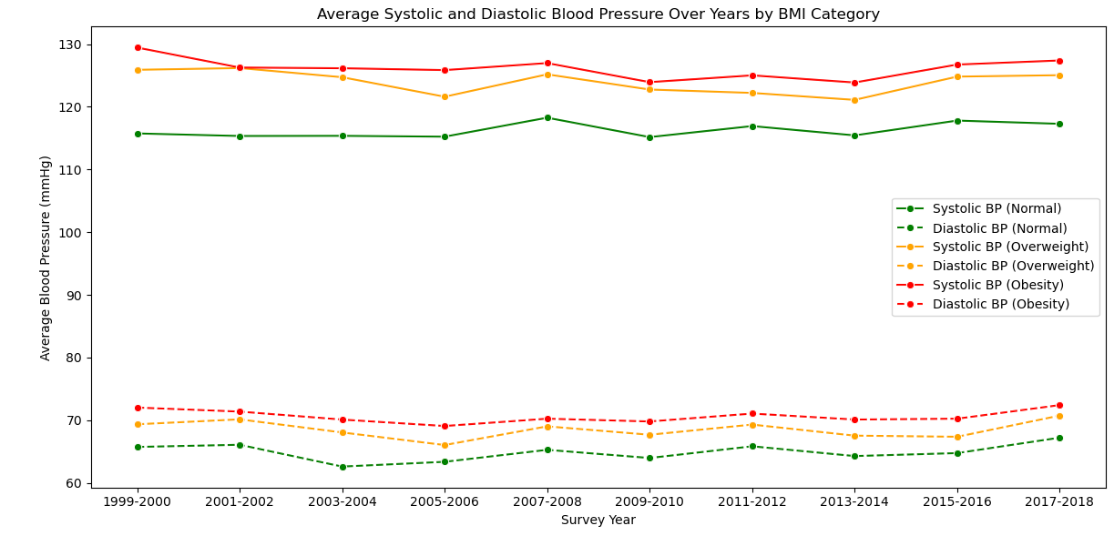 Average Systolic and Diastolic Blood Pressure Over Years by BMI Category
130
120
110
100
90
80
70
60
Average Blood Pressure (mmHg)
Systolic BP (Normal)
Diastolic BP (Normal)
Systolic BP (Overweight)
Diastolic BP (Overweight)
Systolic BP (Obesity)
Diastolic BP (Obesity)
1999-2000 2001-2002 2003-2004 2005-2006 2007-2008 2009-2010 2011-2012 2013-2014 2015-2016 2017-2018
Survey Year